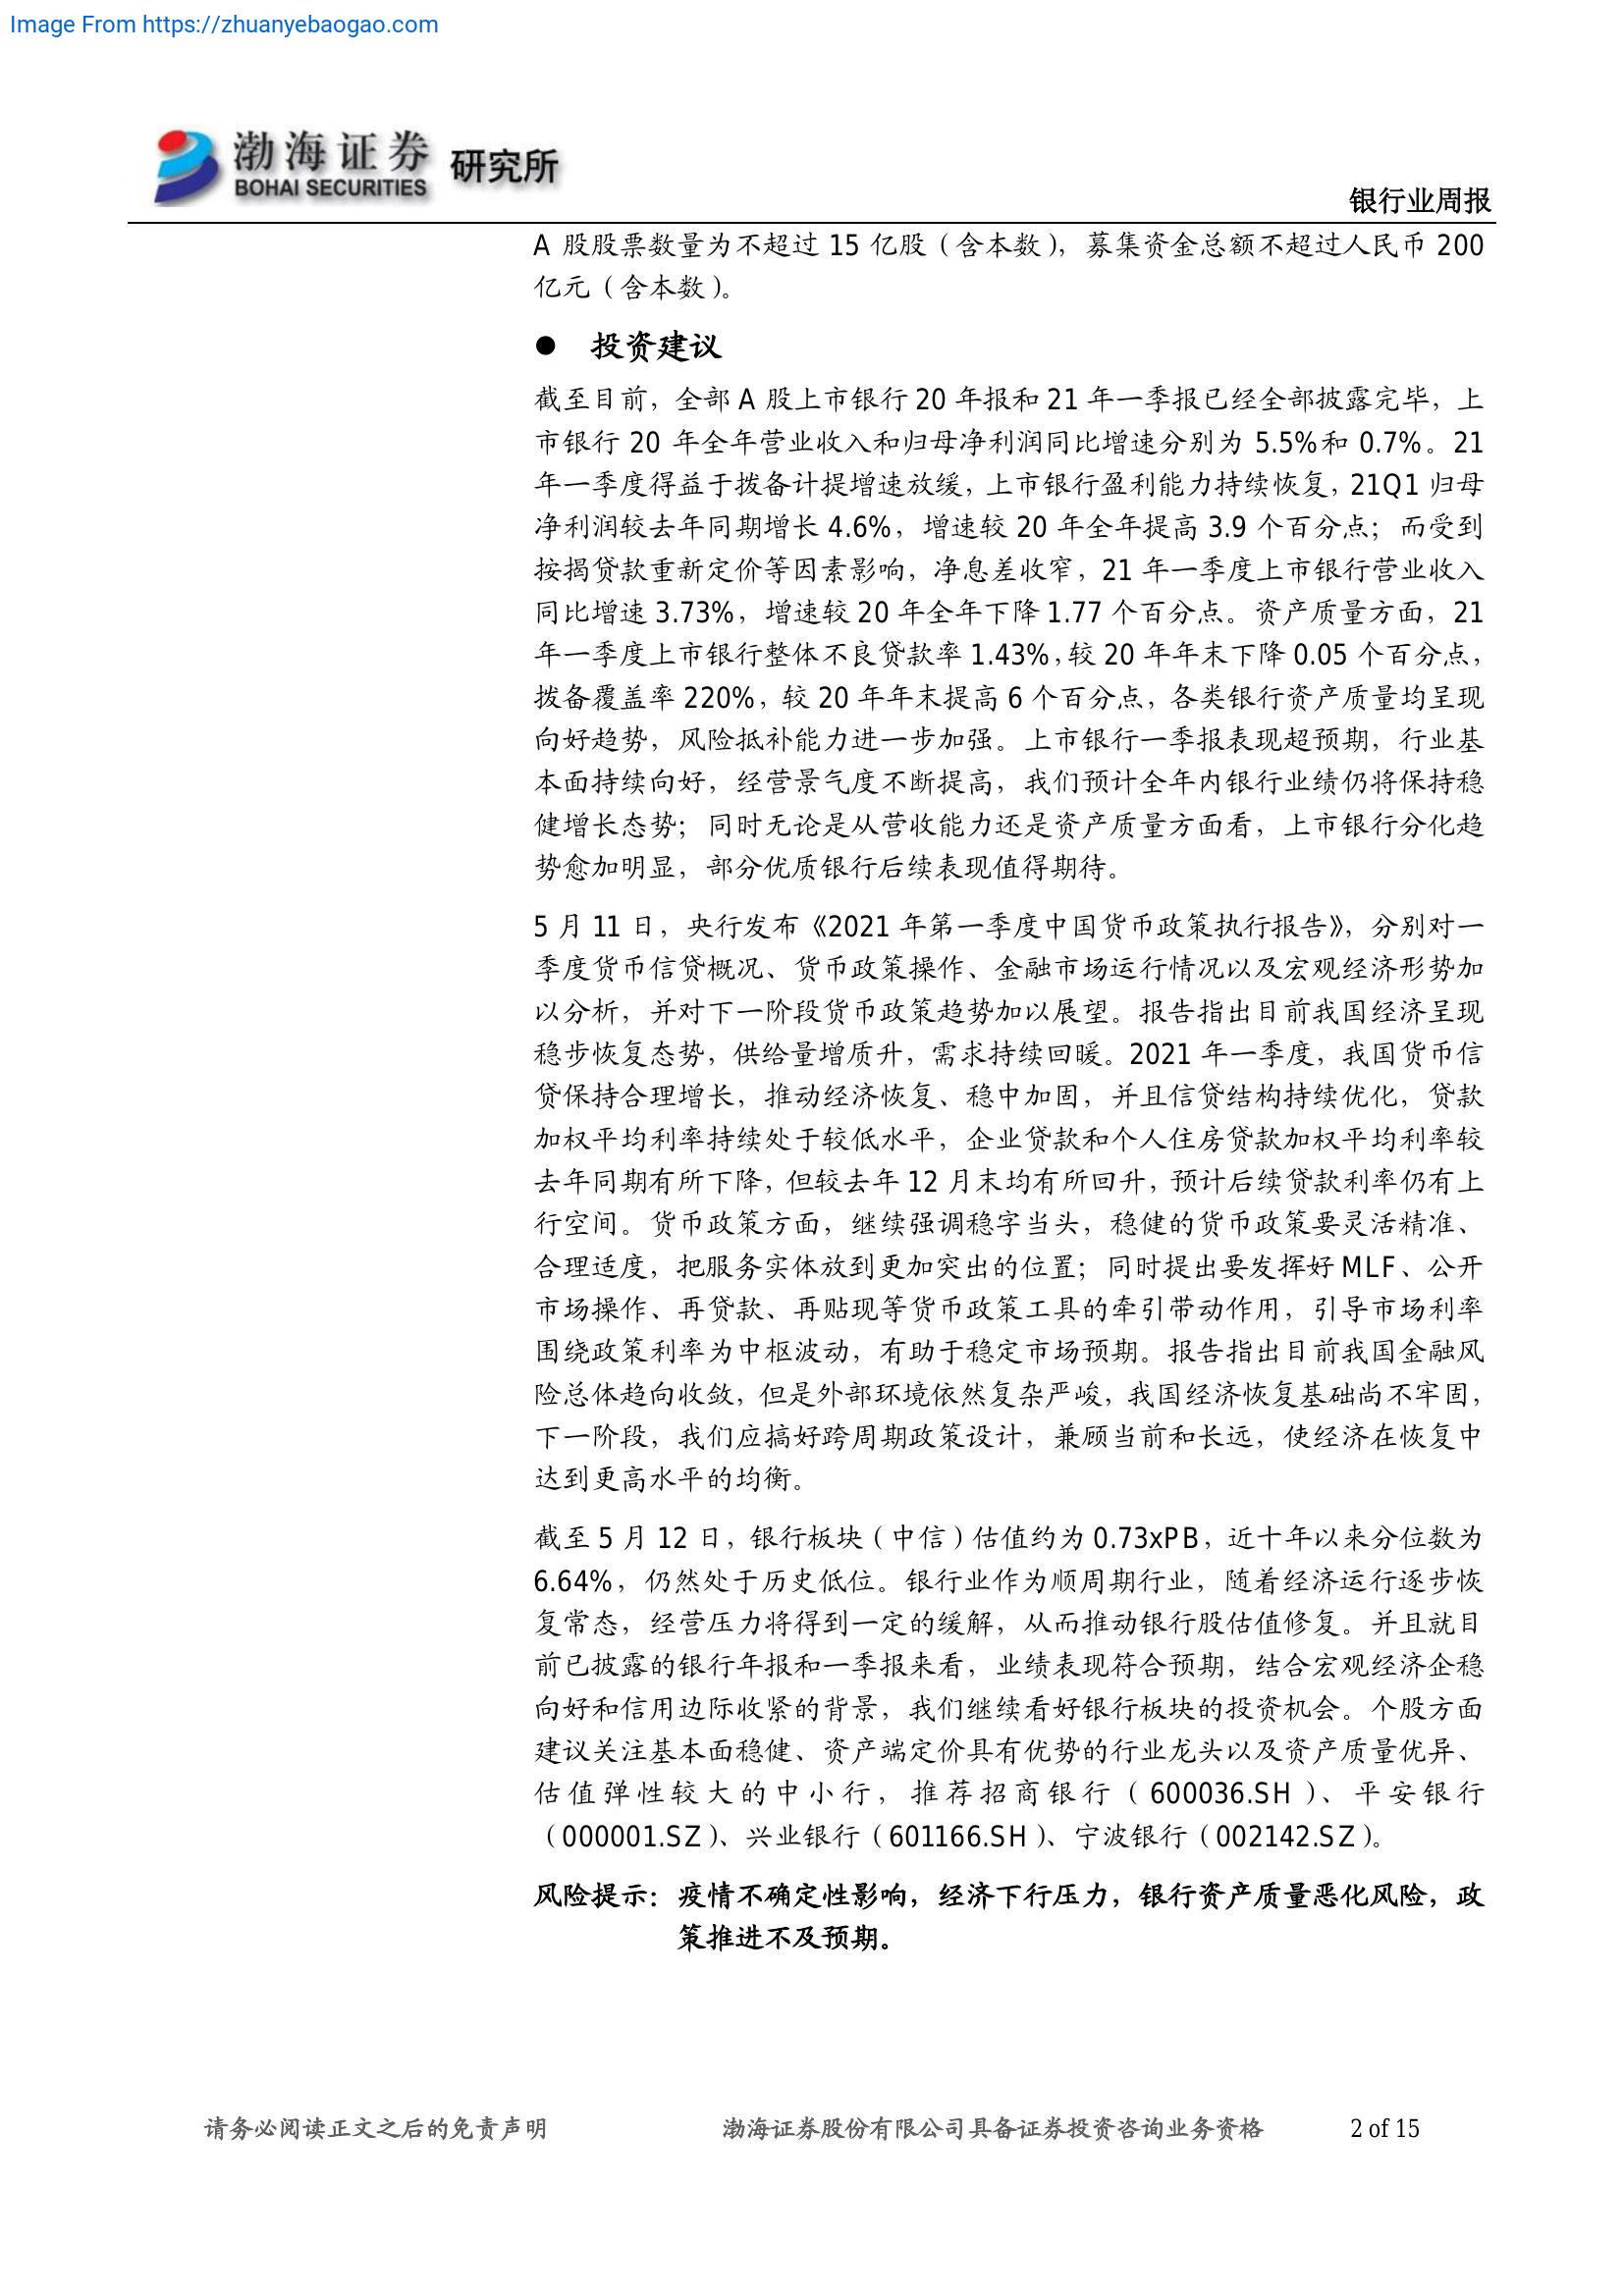 Image From https://zhuanyebaogao.com
渤海证券 研究所
BOHAI SECURITIES
银行业周报
A 股股票数量为不超过 15 亿股（含本数），募集资金总额不超过人民币 200
亿元（含本数）。
● 投资建议
截至目前，全部 A 股上市银行 20 年报和 21 年一季报已经全部披露完毕，上
市银行 20 年全年营业收入和归母净利润同比增速分别为 5.5%和 0.7%。21
年一季度得益于拨备计提增速放缓，上市银行盈利能力持续恢复，21Q1 归母
净利润较去年同期增长 4.6%，增速较 20 年全年提高 3.9 个百分点；而受到
按揭贷款重新定价等因素影响，净息差收窄，21 年一季度上市银行营业收入
同比增速 3.73%，增速较 20 年全年下降 1.77 个百分点。资产质量方面，21
年一季度上市银行整体不良贷款率 1.43%，较 20 年年末下降 0.05 个百分点，
拨备覆盖率 220%，较 20 年年末提高 6 个百分点，各类银行资产质量均呈现
向好趋势，风险抵补能力进一步加强。上市银行一季报表现超预期，行业基
本面持续向好，经营景气度不断提高，我们预计全年内银行业绩仍将保持稳
健增长态势；同时无论是从营收能力还是资产质量方面看，上市银行分化趋
势愈加明显，部分优质银行后续表现值得期待。
5 月 11 日，央行发布《2021 年第一季度中国货币政策执行报告》，分别对一
季度货币信贷概况、货币政策操作、金融市场运行情况以及宏观经济形势加
以分析，并对下一阶段货币政策趋势加以展望。报告指出目前我国经济呈现
稳步恢复态势，供给量增质升，需求持续回暖。2021 年一季度，我国货币信
贷保持合理增长，推动经济恢复、稳中加固，并且信贷结构持续优化，贷款
加权平均利率持续处于较低水平，企业贷款和个人住房贷款加权平均利率较
去年同期有所下降，但较去年 12 月末均有所回升，预计后续贷款利率仍有上
行空间。货币政策方面，继续强调稳字当头，稳健的货币政策要灵活精准、
合理适度，把服务实体放到更加突出的位置；同时提出要发挥好 MLF、公开
市场操作、再贷款、再贴现等货币政策工具的牵引带动作用，引导市场利率
围绕政策利率为中枢波动，有助于稳定市场预期。报告指出目前我国金融风
险总体趋向收敛，但是外部环境依然复杂严峻，我国经济恢复基础尚不牢固，
下一阶段，我们应搞好跨周期政策设计，兼顾当前和长远，使经济在恢复中
达到更高水平的均衡。
截至 5 月 12 日，银行板块（中信）估值约为 0.73xPB，近十年以来分位数为
6.64%，仍然处于历史低位。银行业作为顺周期行业，随着经济运行逐步恢
复常态，经营压力将得到一定的缓解，从而推动银行股估值修复。并且就目
前已披露的银行年报和一季报来看，业绩表现符合预期，结合宏观经济企稳
向好和信用边际收紧的背景，我们继续看好银行板块的投资机会。个股方面
建议关注基本面稳健、资产端定价具有优势的行业龙头以及资产质量优异、
估值弹性较大的中小行，推荐招商银行（600036.SH）、平安银行
（000001.SZ）、兴业银行（601166.SH）、宁波银行（002142.SZ）。
风险提示：疫情不确定性影响，经济下行压力，银行资产质量恶化风险，政
策推进不及预期。
请务必阅读正文之后的免责声明 渤海证券股份有限公司具备证券投资咨询业务资格 2 of 15